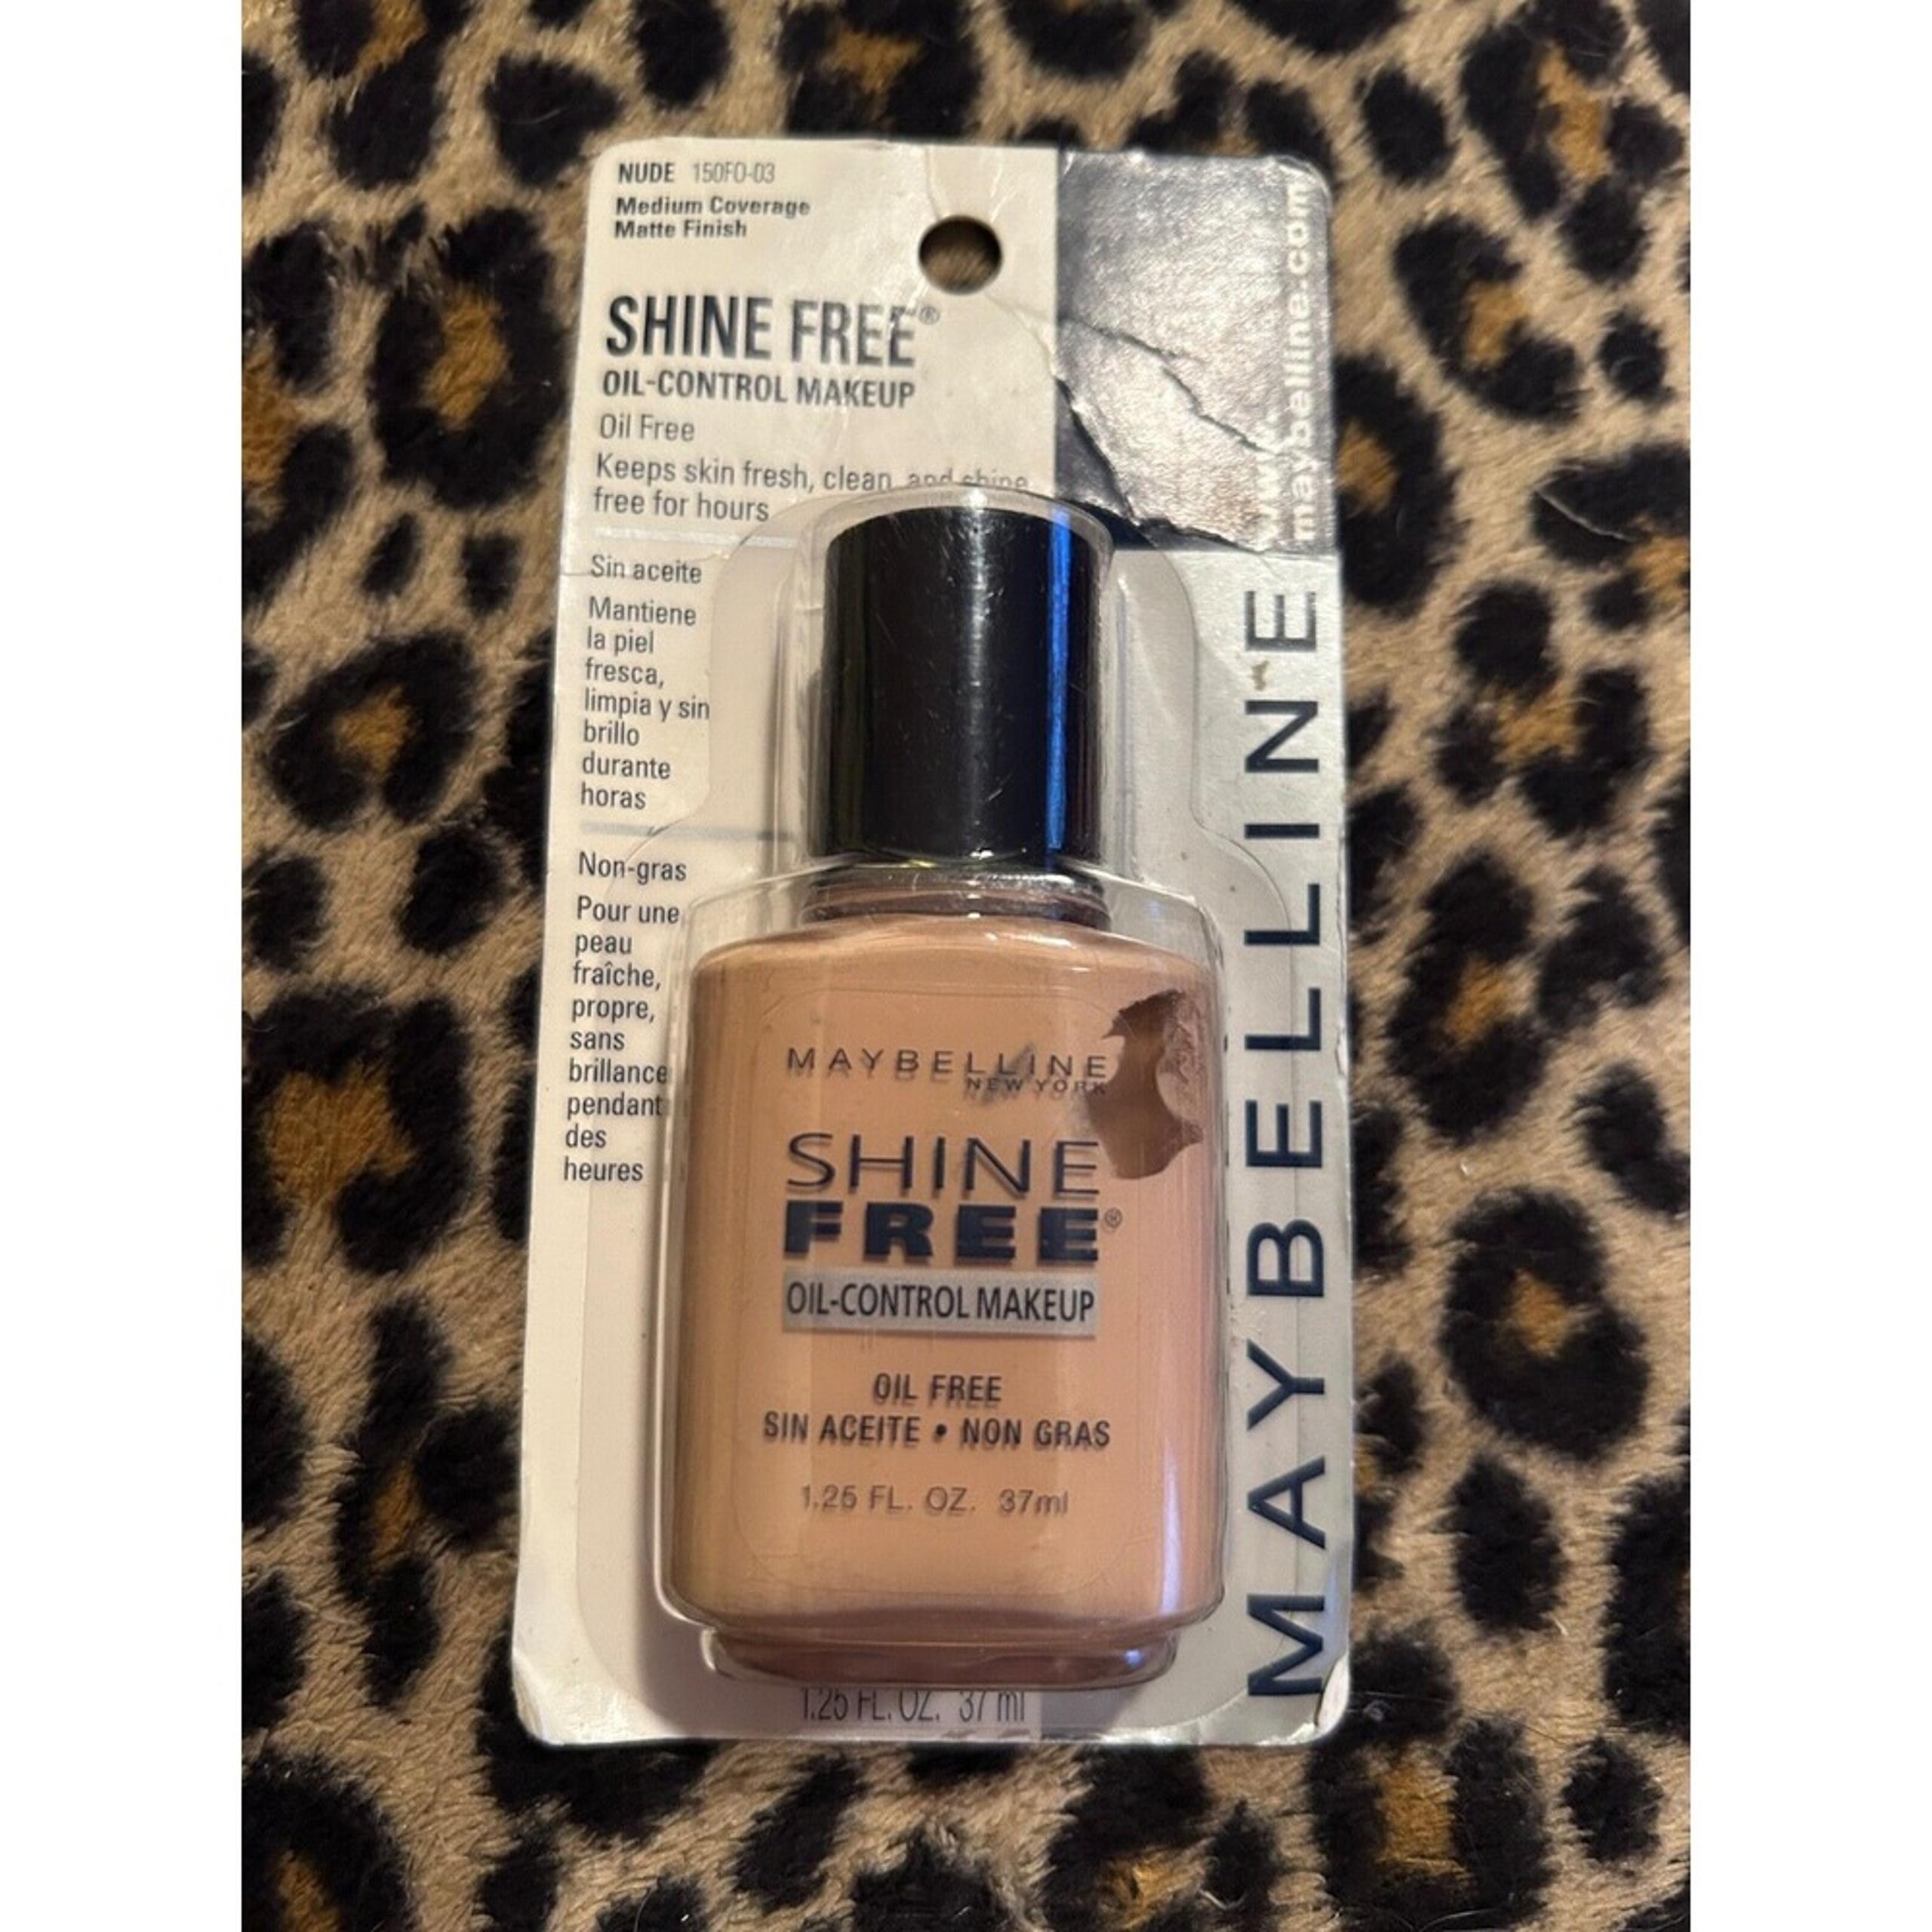 NUDE 150FO-03
Medium Coverage
Matte Finish
SHINE FREE®
OIL-CONTROL MAKEUP
Oil Free
Keeps skin fresh, clean, and shine
free for hours
Sin aceite
Mantiene
la piel
fresca,
limpia y sin
brillo
durante
horas
Non-gras
Pour une
peau
fraîche,
propre,
sans
brillance
pendant
des
heures
www.
maybelline.com
MAYBELLINE
MAYBELLINE
NEW YORK
SHINE
FREE®
OIL-CONTROL MAKEUP
OIL FREE
SIN ACEITE • NON GRAS
1.25 FL. OZ. 37ml
1.25 FL. OZ. 37 ml